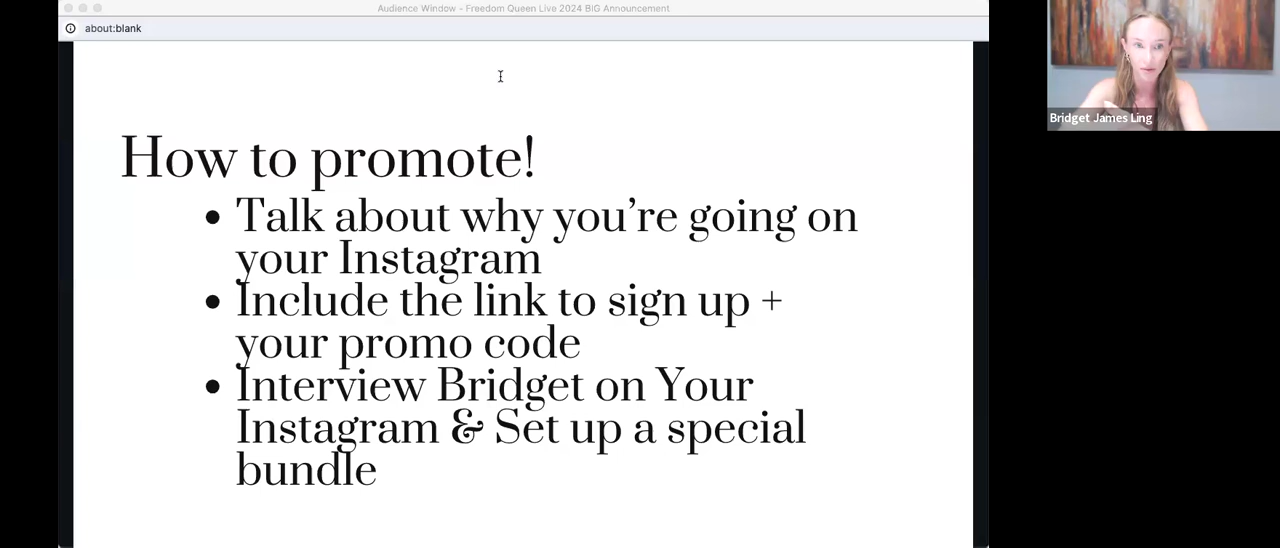 Audience Window - Freedom Queen Live 2024 BIG Announcement
about:blank
Bridget James Ling
How to promote!
• Talk about why you’re going on
your Instagram
• Include the link to sign up +
your promo code
• Interview Bridget on Your
Instagram & Set up a special
bundle